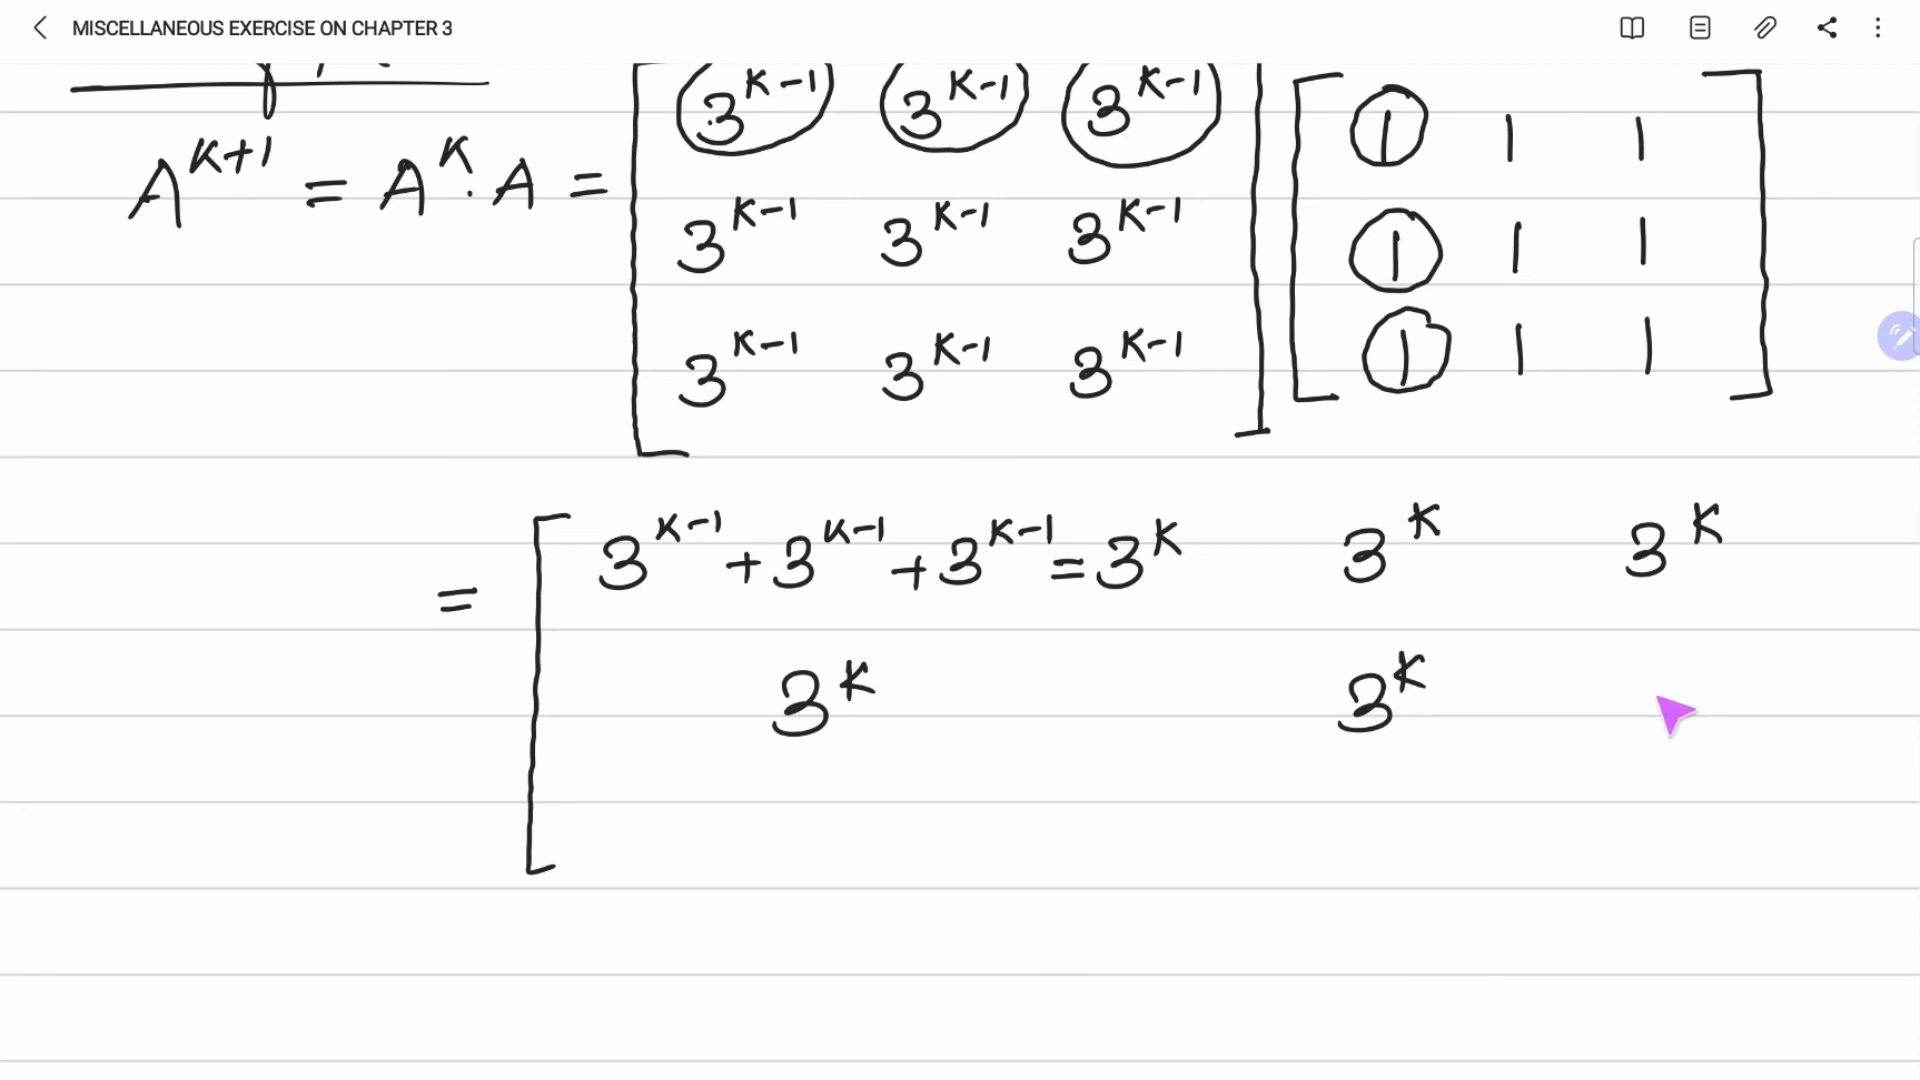 MISCELLANEOUS EXERCISE ON CHAPTER 3
3^{K-1} 3^{K-1} 3^{K-1} 1 1 1
A^{K+1} = A^K . A = [ 3^{K-1} 3^{K-1} 3^{K-1} ] [ 1 1 1 ]
3^{K-1} 3^{K-1} 3^{K-1} 1 1 1
= [ 3^{K-1} + 3^{K-1} + 3^{K-1} = 3^K 3^K 3^K
3^K 3^K